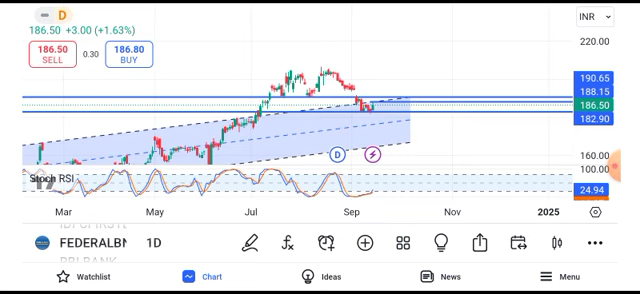 D
INR
186.50 +3.00 (+1.63%)
220.00
186.50 0.30 186.80
SELL BUY
190.65
188.15
186.50
182.90
D
160.00
Stoch RSI
100.00
24.94
Mar May Jul Sep Nov 2025
FEDERALBN 1D
Watchlist Chart Ideas News Menu